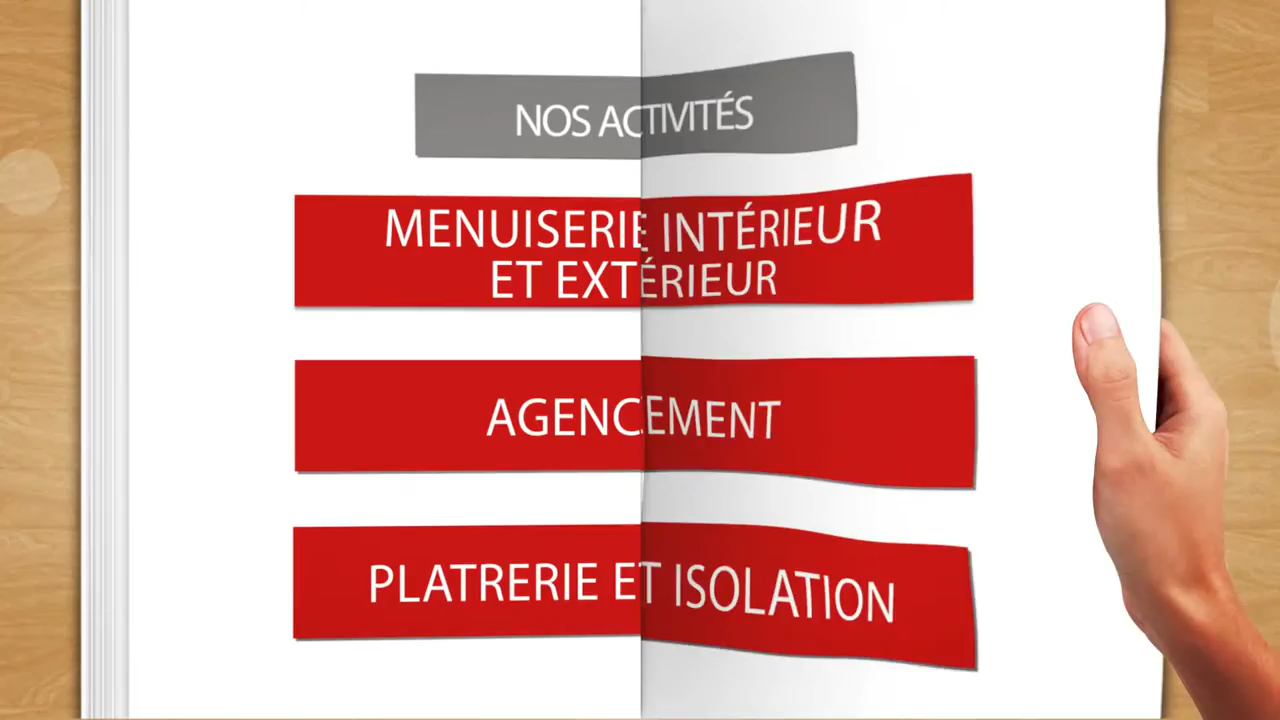 NOS ACTIVITÉS
MENUISERIE INTÉRIEUR
ET EXTÉRIEUR
AGENCEMENT
PLATRERIE ET ISOLATION